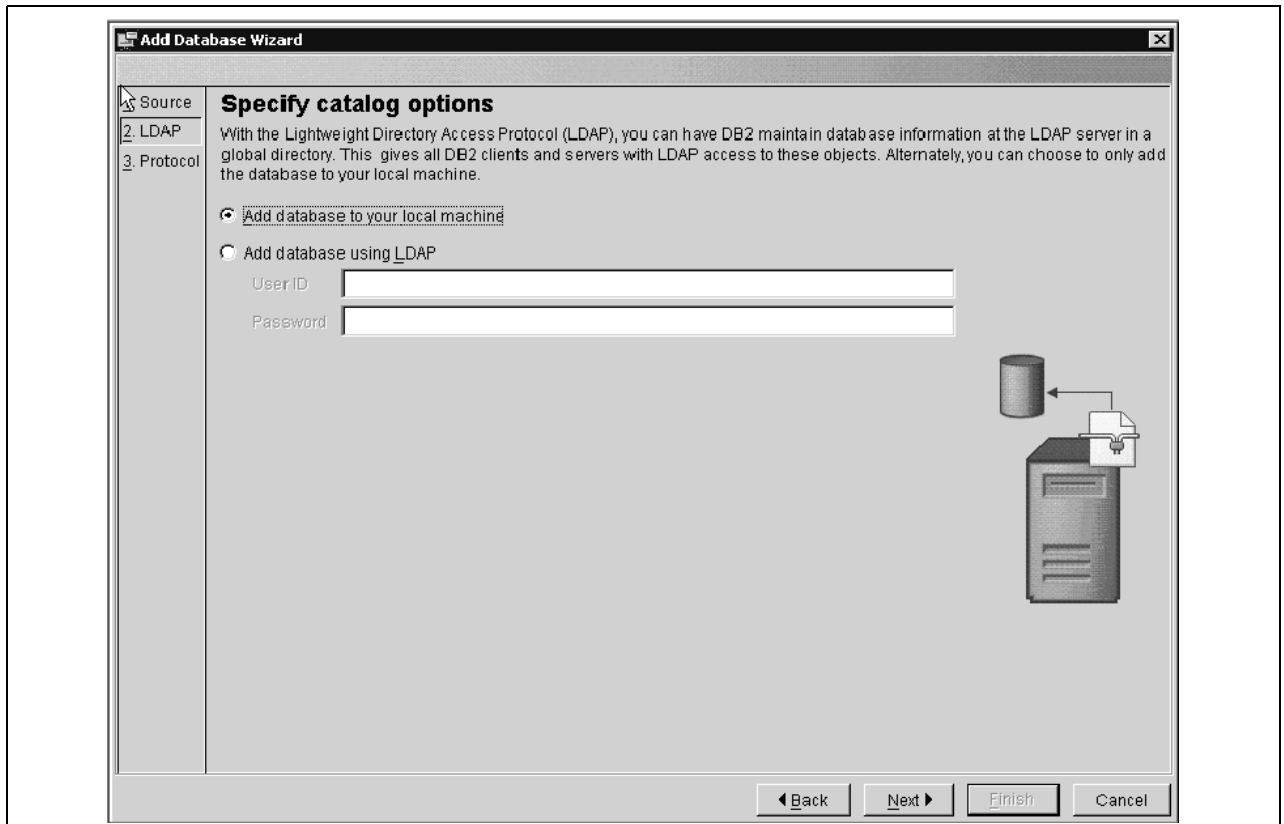 Add Database Wizard
Source
2. LDAP
3. Protocol
Specify catalog options
With the Lightweight Directory Access Protocol (LDAP), you can have DB2 maintain database information at the LDAP server in a
global directory. This gives all DB2 clients and servers with LDAP access to these objects. Alternately, you can choose to only add
the database to your local machine.
Add database to your local machine
Add database using LDAP
User ID
Password
Back
Next
Finish
Cancel